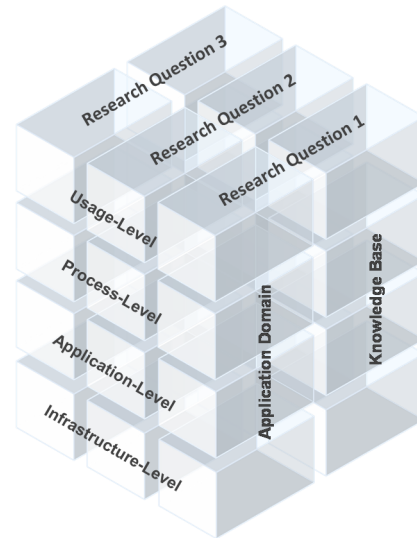 Research Question 3
Research Question 2
Research Question 1
Usage-Level
Process-Level
Application-Level
Infrastructure-Level
Application Domain
Knowledge Base